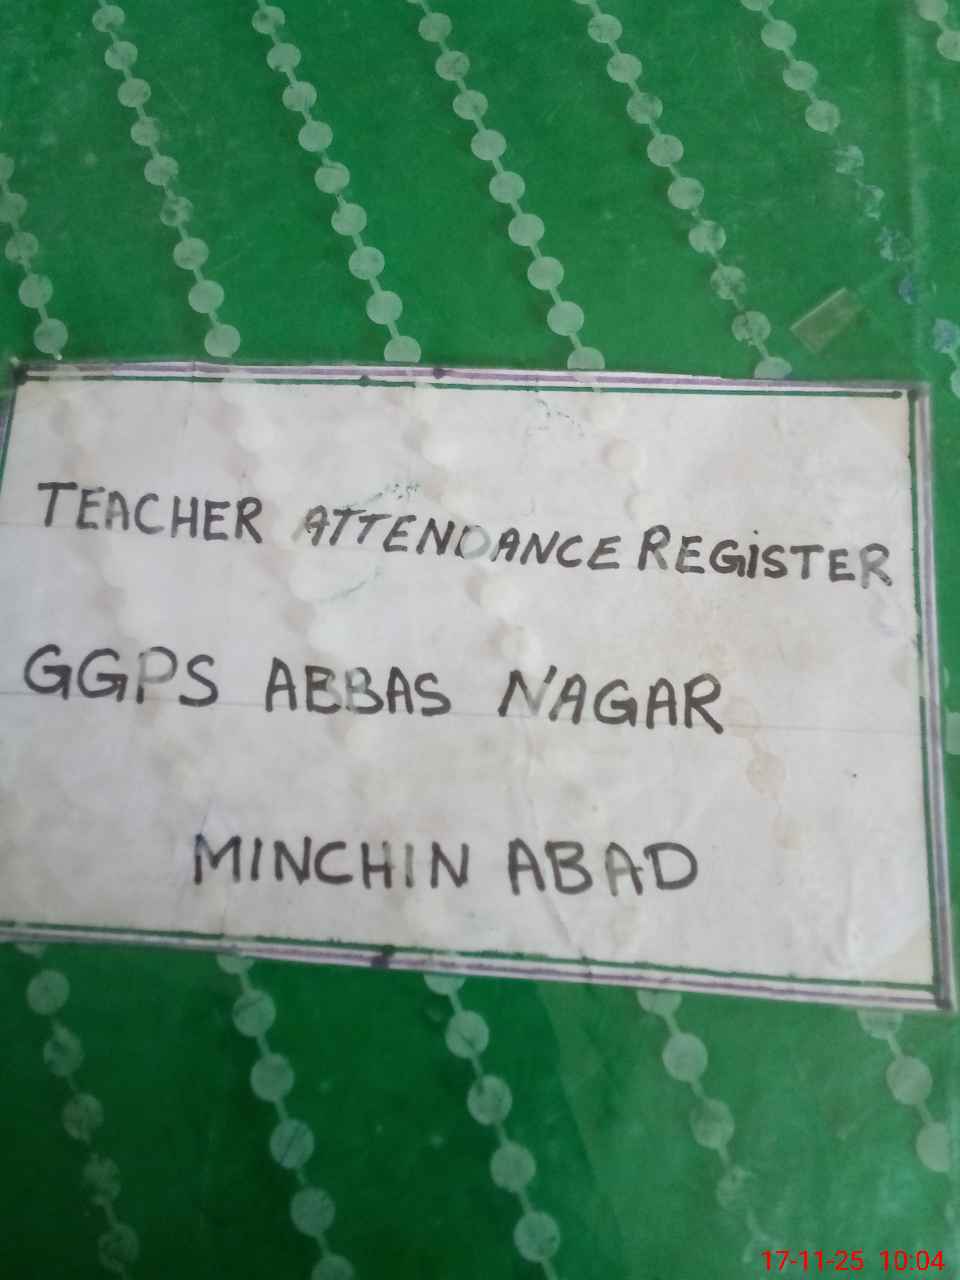 TEACHER ATTENDANCE REGiSTER
GGPS ABBAS NAGAR
MINCHIN ABAD
17-11-25 10:04